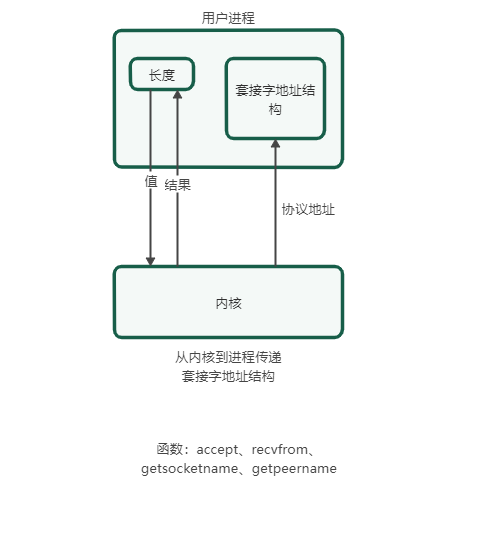 用户进程
长度
套接字地址结
构
值
结果
协议地址
内核
从内核到进程传递
套接字地址结构
函数：accept、recvfrom、
getsocketname、getpeername